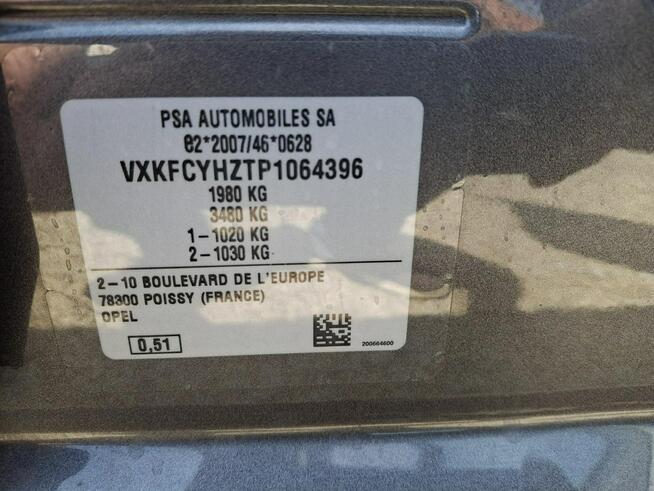 PSA AUTOMOBILES SA
e2*2007/46*0628
VXKFCYHZTP1064396
1980 KG
3480 KG
1-1020 KG
2-1030 KG
2-10 BOULEVARD DE L'EUROPE
78300 POISSY (FRANCE)
OPEL
0,51
200664600